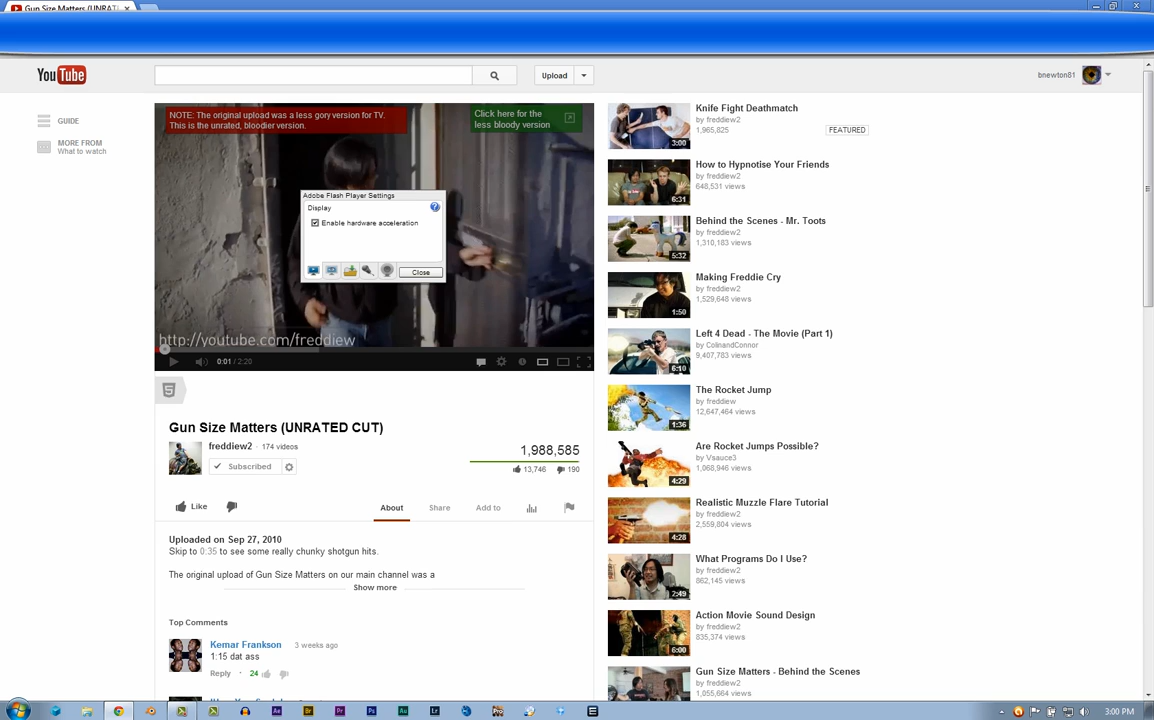 Gun Size Matters (UNRAT
YouTube
Upload
bnewton81
GUIDE
MORE FROM
What to watch
NOTE: The original upload was a less gory version for TV.
This is the unrated, bloodier version.
Click here for the
less bloody version
Adobe Flash Player Settings
Display
?
Enable hardware acceleration
Close
http://youtube.com/freddiew
0:01 / 2:20
5
Gun Size Matters (UNRATED CUT)
freddiew2 · 174 videos
Subscribed
1,988,585
13,746 190
Like
About Share Add to
Uploaded on Sep 27, 2010
Skip to 0:35 to see some really chunky shotgun hits.
The original upload of Gun Size Matters on our main channel was a
Show more
Top Comments
Kemar Frankson 3 weeks ago
1:15 dat ass
Reply · 24
Knife Fight Deathmatch
by freddiew2
1,965,825
FEATURED
3:00
How to Hypnotise Your Friends
by freddiew2
648,531 views
6:31
Behind the Scenes - Mr. Toots
by freddiew2
1,310,183 views
5:32
Making Freddie Cry
by freddiew2
1,529,648 views
1:50
Left 4 Dead - The Movie (Part 1)
by ColinandConnor
9,407,783 views
6:10
The Rocket Jump
by freddiew
12,647,464 views
1:36
Are Rocket Jumps Possible?
by Vsauce3
1,068,946 views
4:29
Realistic Muzzle Flare Tutorial
by freddiew2
2,559,804 views
4:28
What Programs Do I Use?
by freddiew2
862,145 views
2:49
Action Movie Sound Design
by freddiew2
835,374 views
6:00
Gun Size Matters - Behind the Scenes
by freddiew2
1,055,664 views
Ae Br Pr Ps Au Lr Pro E
3:00 PM